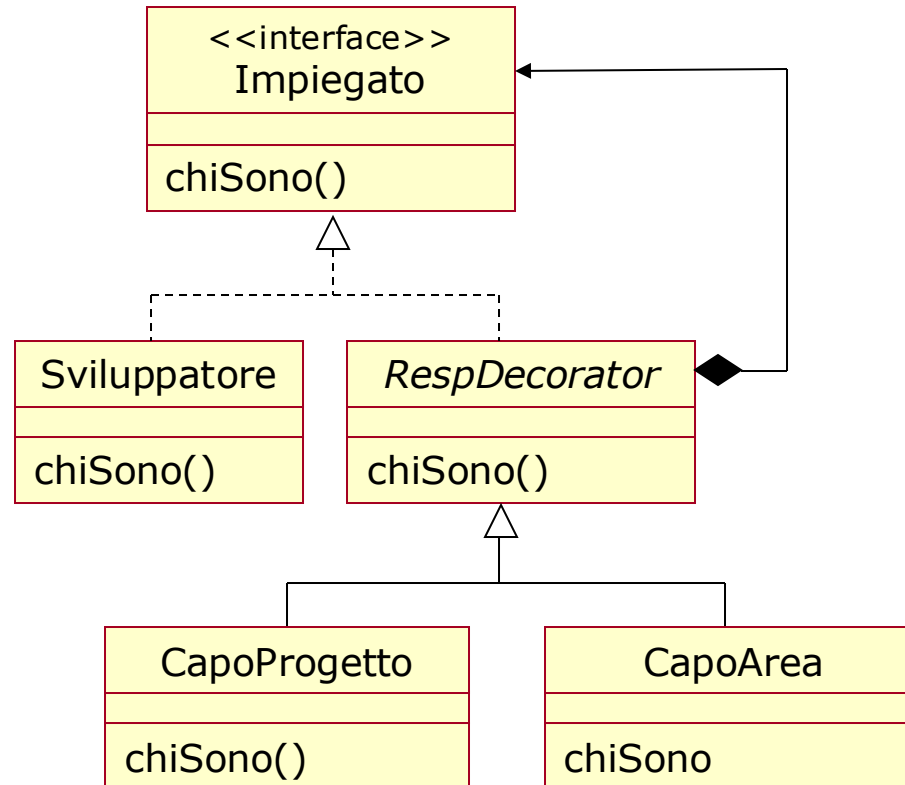 <<interface>>
Impiegato
chiSono()
Sviluppatore
chiSono()
RespDecorator
chiSono()
CapoProgetto
chiSono()
CapoArea
chiSono